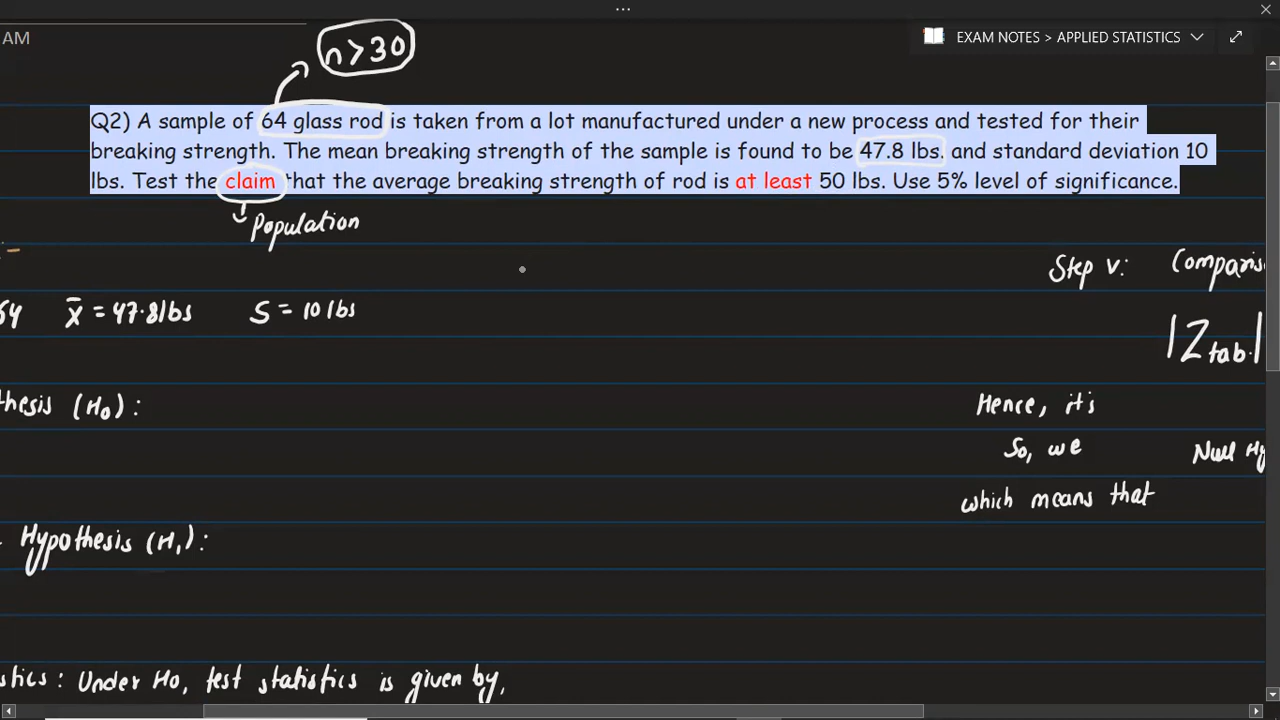 AM
EXAM NOTES > APPLIED STATISTICS
n > 30
Q2) A sample of 64 glass rod is taken from a lot manufactured under a new process and tested for their
breaking strength. The mean breaking strength of the sample is found to be 47.8 lbs. and standard deviation 10
lbs. Test the claim that the average breaking strength of rod is at least 50 lbs. Use 5% level of significance.
Population
64 x̄ = 47.8 lbs S = 10 lbs
thesis (H₀) :
Hypothesis (H₁) :
stics : Under H₀, test statistics is given by,
Step V: Comparis
|Z tab.|
Hence, it's
So, we Null Hy
which means that